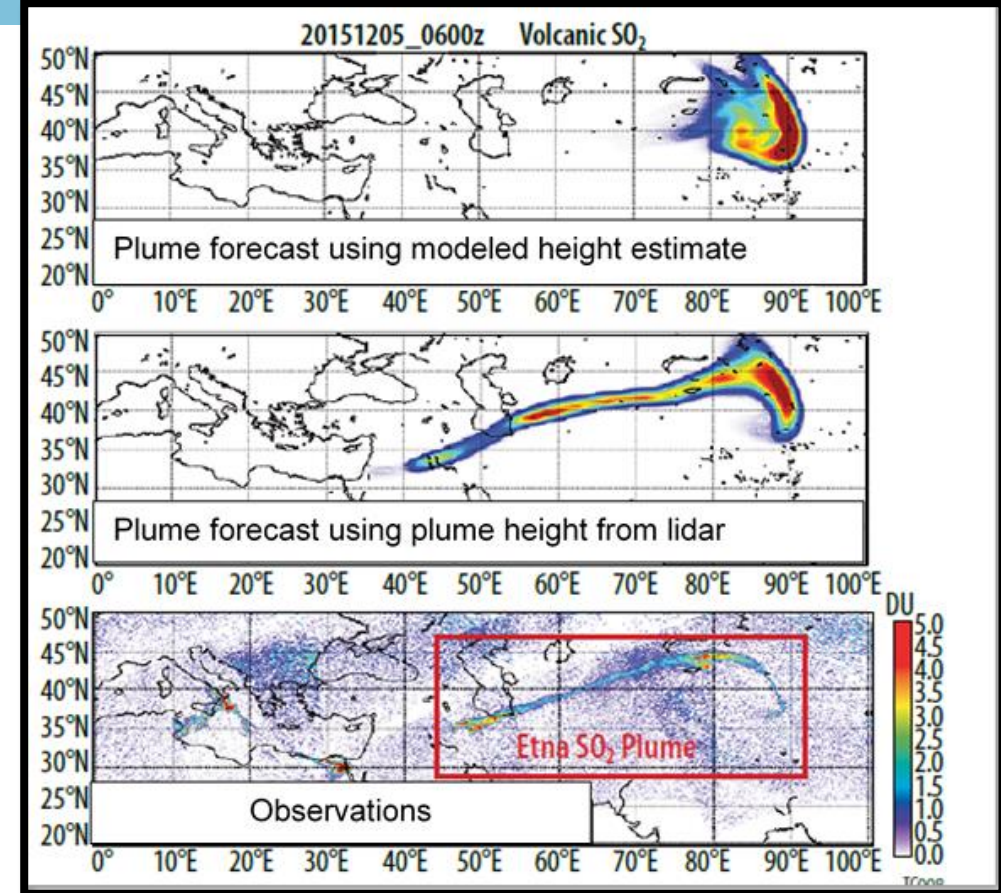 20151205_0600z Volcanic SO₂
50°N
45°N
40°N
35°N
30°N
25°N
20°N
Plume forecast using modeled height estimate
0° 10°E 20°E 30°E 40°E 50°E 60°E 70°E 80°E 90°E 100°E
50°N
45°N
40°N
35°N
30°N
25°N
20°N
Plume forecast using plume height from lidar
0° 10°E 20°E 30°E 40°E 50°E 60°E 70°E 80°E 90°E 100°E
50°N
45°N
40°N
35°N
30°N
25°N
20°N
Etna SO₂ Plume
Observations
0° 10°E 20°E 30°E 40°E 50°E 60°E 70°E 80°E 90°E 100°E
DU
5.0
4.5
4.0
3.5
3.0
2.5
2.0
1.5
1.0
0.5
0.0